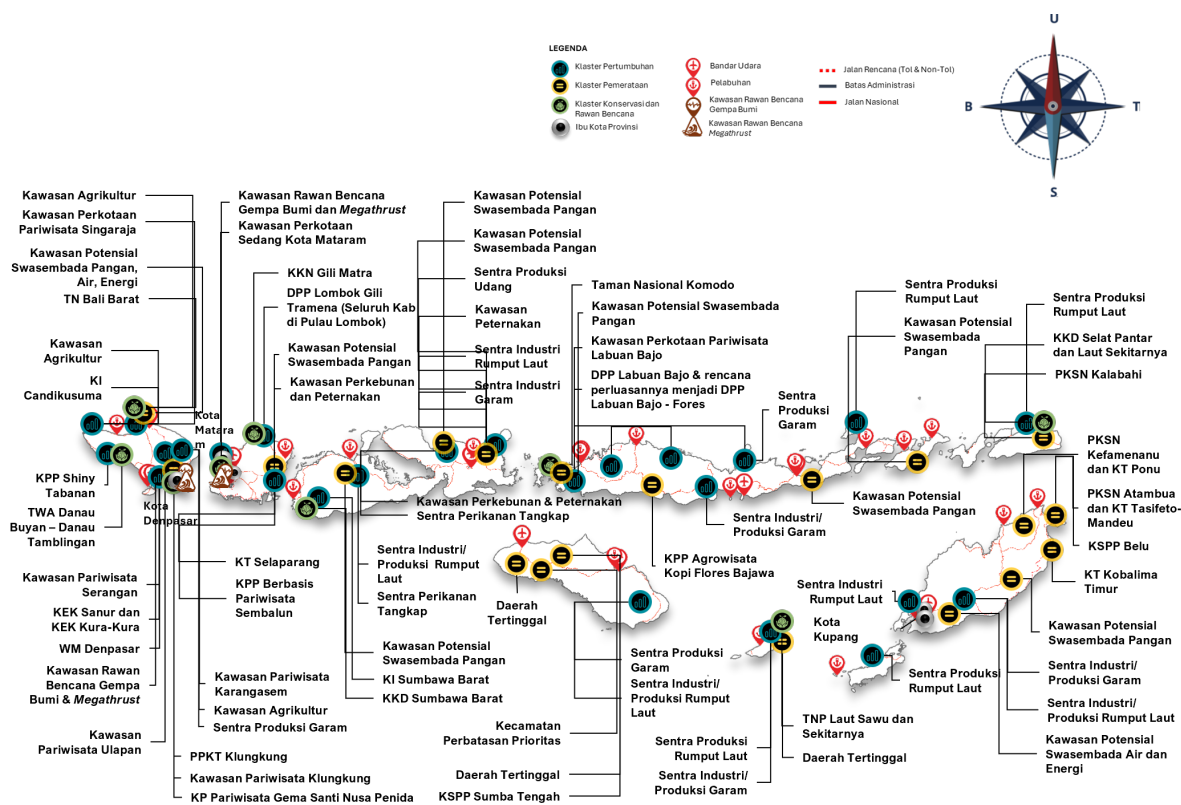 U
B
T
S
LEGENDA
Klaster Pertumbuhan
Klaster Pemerataan
Klaster Konservasi dan
Rawan Bencana
Ibu Kota Provinsi
Bandar Udara
Pelabuhan
Kawasan Rawan Bencana
Gempa Bumi
Kawasan Rawan Bencana
Megathrust
Jalan Rencana (Tol & Non-Tol)
Batas Administrasi
Jalan Nasional
Kawasan Agrikultur
Kawasan Perkotaan
Pariwisata Singaraja
Kawasan Potensial
Swasembada Pangan,
Air, Energi
TN Bali Barat
Kawasan
Agrikultur
KI
Candikusuma
KPP Shiny
Tabanan
TWA Danau
Buyan – Danau
Tamblingan
Kawasan Pariwisata
Serangan
KEK Sanur dan
KEK Kura-Kura
WM Denpasar
Kawasan Rawan
Bencana Gempa
Bumi & Megathrust
Kawasan
Pariwisata Ulapan
Kawasan Rawan Bencana
Gempa Bumi dan Megathrust
Kawasan Perkotaan
Sedang Kota Mataram
KKN Gili Matra
DPP Lombok Gili
Tramena (Seluruh Kab
di Pulau Lombok)
Kawasan Potensial
Swasembada Pangan
Kawasan Perkebunan
dan Peternakan
Kota
Matara
m
Kota
Denpasar
KT Selaparang
KPP Berbasis
Pariwisata
Sembalun
Kawasan Pariwisata
Karangasem
Kawasan Agrikultur
Sentra Produksi Garam
PPKT Klungkung
Kawasan Pariwisata Klungkung
KP Pariwisata Gema Santi Nusa Penida
Kawasan Potensial
Swasembada Pangan
Kawasan Potensial
Swasembada Pangan
Sentra Produksi
Udang
Kawasan
Peternakan
Sentra Industri
Rumput Laut
Sentra Industri
Garam
Kawasan Perkebunan & Peternakan
Sentra Perikanan Tangkap
Sentra Industri/
Produksi Rumput
Laut
Sentra Perikanan
Tangkap
Kawasan Potensial
Swasembada Pangan
KI Sumbawa Barat
KKD Sumbawa Barat
Taman Nasional Komodo
Kawasan Potensial Swasembada
Pangan
Kawasan Perkotaan Pariwisata
Labuan Bajo
DPP Labuan Bajo & rencana
perluasannya menjadi DPP
Labuan Bajo - Fores
Sentra
Produksi
Garam
Sentra Industri/
Produksi Garam
KPP Agrowisata
Kopi Flores Bajawa
Daerah
Tertinggal
Sentra Produksi
Garam
Sentra Industri/
Produksi Rumput
Laut
Kecamatan
Perbatasan Prioritas
Daerah Tertinggal
KSPP Sumba Tengah
Sentra Produksi
Rumput Laut
Kawasan Potensial
Swasembada
Pangan
Sentra Produksi
Rumput Laut
KKD Selat Pantar
dan Laut Sekitarnya
PKSN Kalabahi
Kawasan Potensial
Swasembada Pangan
PKSN
Kefamenanu
dan KT Ponu
PKSN Atambua
dan KT Tasifeto-
Mandeu
KSPP Belu
KT Kobalima
Timur
Sentra Industri
Rumput Laut
Kota
Kupang
Sentra Produksi
Rumput Laut
Kawasan Potensial
Swasembada Pangan
Sentra Industri/
Produksi Garam
Sentra Industri/
Produksi Rumput Laut
Kawasan Potensial
Swasembada Air dan
Energi
TNP Laut Sawu dan
Sekitarnya
Daerah Tertinggal
Sentra Produksi
Rumput Laut
Sentra Industri/
Produksi Garam